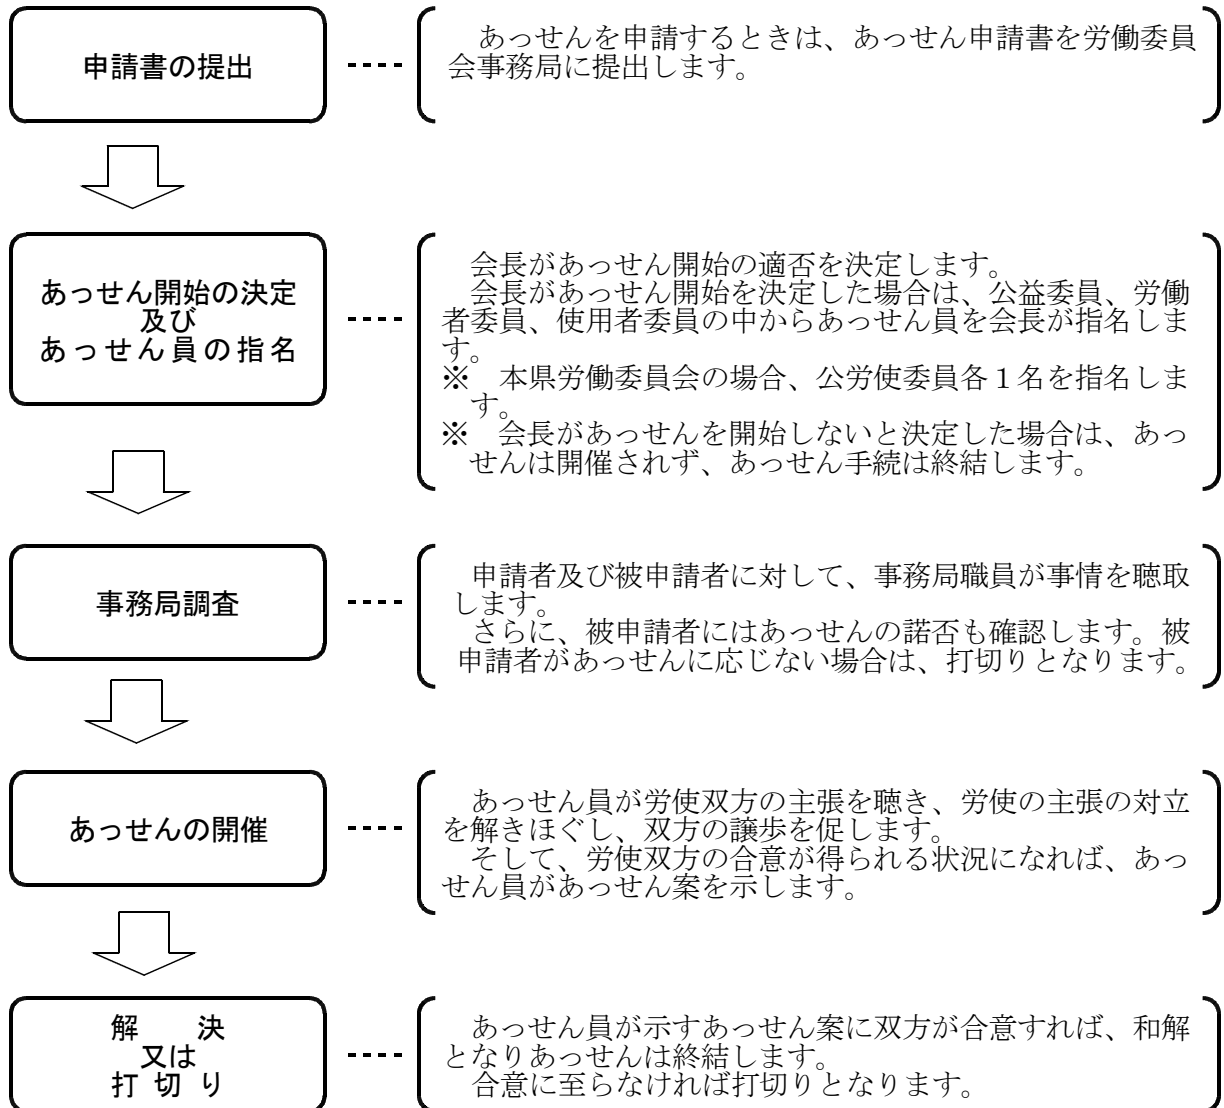 申請書の提出
あっせんを申請するときは、あっせん申請書を労働委員
会事務局に提出します。
あっせん開始の決定
及び
あっせん員の指名
会長があっせん開始の適否を決定します。
会長があっせん開始を決定した場合は、公益委員、労働
者委員、使用者委員の中からあっせん員を会長が指名しま
す。
※　本県労働委員会の場合、公労使委員各１名を指名しま
す。
※　会長があっせんを開始しないと決定した場合は、あっ
せんは開催されず、あっせん手続は終結します。
事務局調査
申請者及び被申請者に対して、事務局職員が事情を聴取
します。
さらに、被申請者にはあっせんの諾否も確認します。被
申請者があっせんに応じない場合は、打切りとなります。
あっせんの開催
あっせん員が労使双方の主張を聴き、労使の主張の対立
を解きほぐし、双方の譲歩を促します。
そして、労使双方の合意が得られる状況になれば、あっ
せん員があっせん案を示します。
解　　決
又は
打 切 り
あっせん員が示すあっせん案に双方が合意すれば、和解
となりあっせんは終結します。
合意に至らなければ打切りとなります。